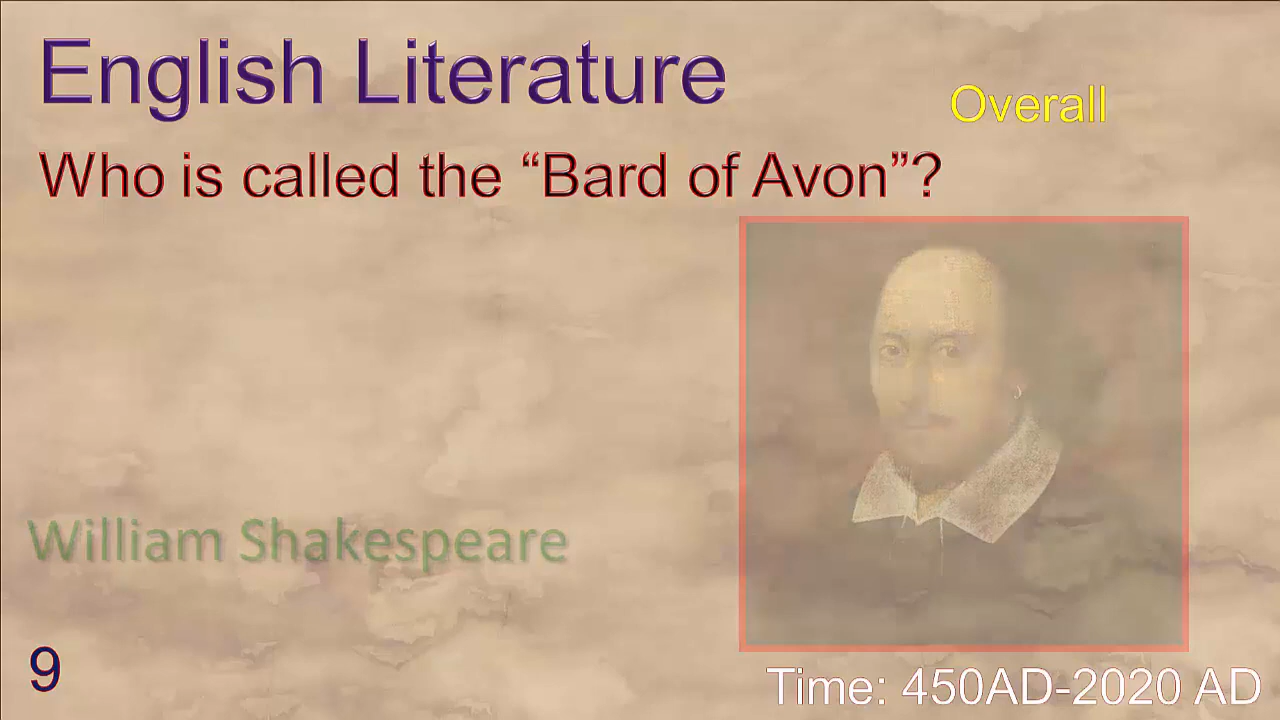 English Literature
Overall
Who is called the “Bard of Avon”?
William Shakespeare
9
Time: 450AD-2020 AD